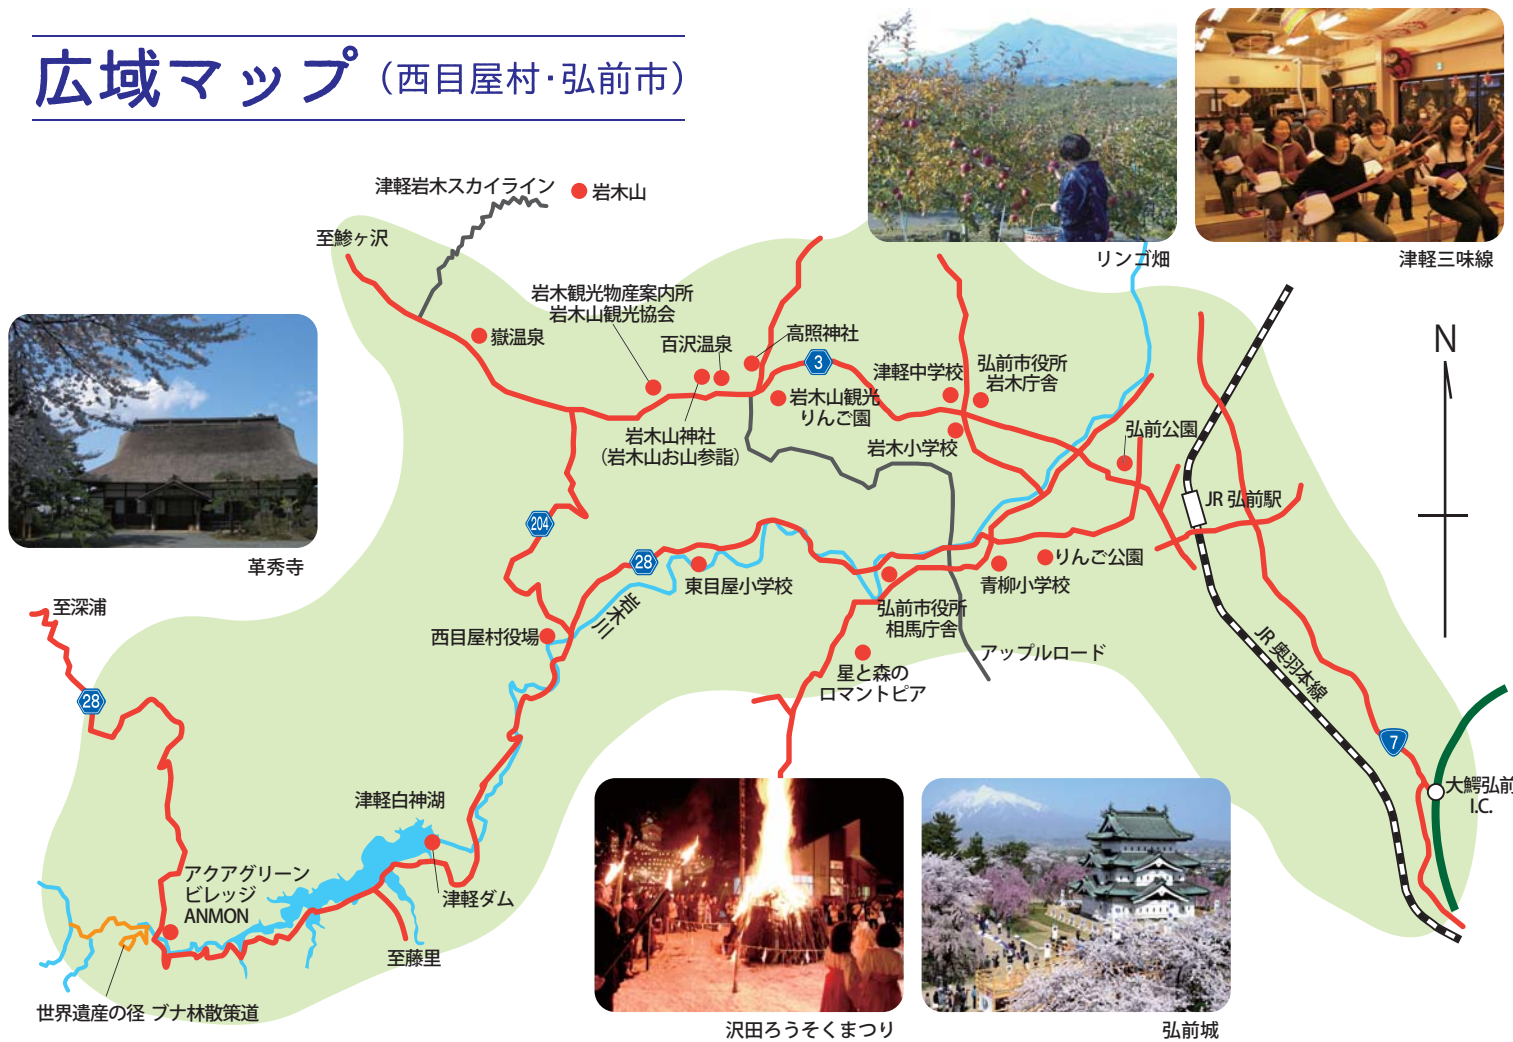 広域マップ（西目屋村・弘前市）
リンゴ畑
津軽三味線
津軽岩木スカイライン
岩木山
至鰺ヶ沢
岩木観光物産案内所
岩木山観光協会
嶽温泉
百沢温泉
高照神社
3
津軽中学校
弘前市役所
岩木庁舎
岩木山観光
りんご園
岩木山神社
（岩木山お山参詣）
岩木小学校
弘前公園
N
JR 弘前駅
204
28
東目屋小学校
りんご公園
青柳小学校
革秀寺
至深浦
岩木川
西目屋村役場
弘前市役所
相馬庁舎
アップルロード
JR 奥羽本線
星と森の
ロマントピア
28
7
大鰐弘前
I.C.
津軽白神湖
アクアグリーン
ビレッジ
ANMON
津軽ダム
至藤里
世界遺産の径 ブナ林散策道
沢田ろうそくまつり
弘前城